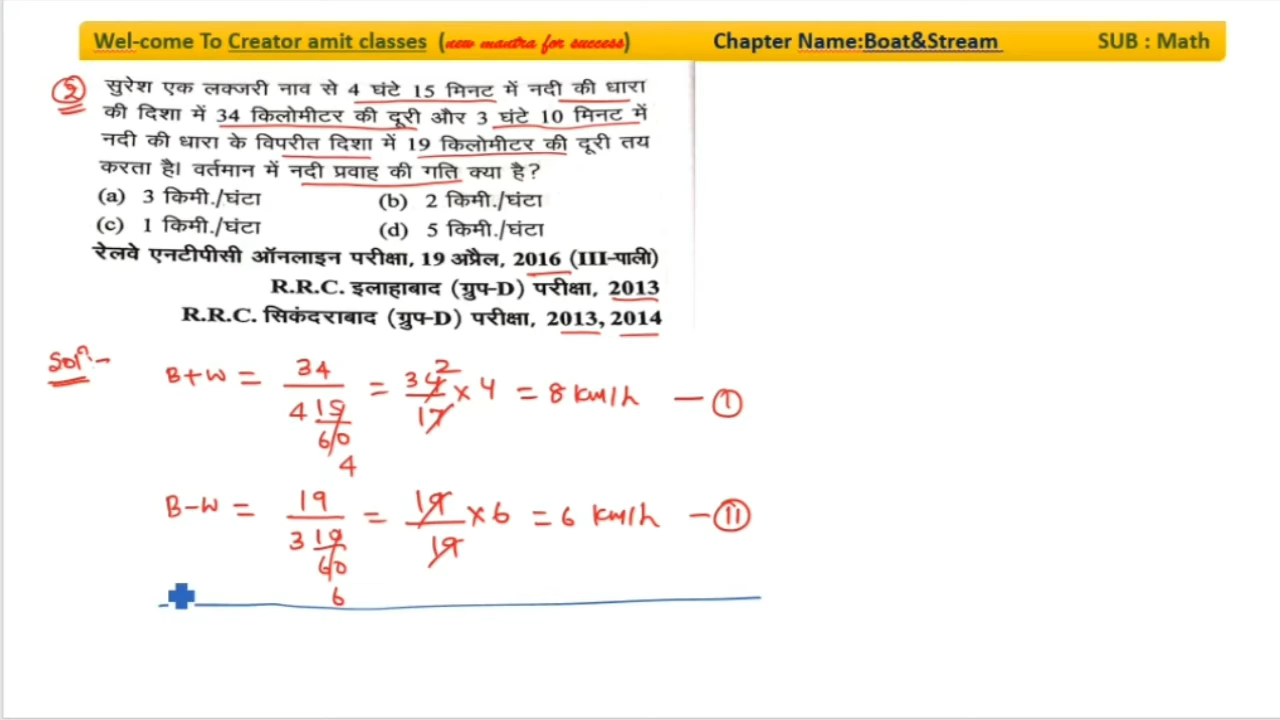 Wel-come To Creator amit classes (new mantra for success) Chapter Name:Boat&Stream SUB : Math
2 सुरेश एक लक्जरी नाव से 4 घंटे 15 मिनट में नदी की धारा
की दिशा में 34 किलोमीटर की दूरी और 3 घंटे 10 मिनट में
नदी की धारा के विपरीत दिशा में 19 किलोमीटर की दूरी तय
करता है। वर्तमान में नदी प्रवाह की गति क्या है?
(a) 3 किमी./घंटा (b) 2 किमी./घंटा
(c) 1 किमी./घंटा (d) 5 किमी./घंटा
रेलवे एनटीपीसी ऑनलाइन परीक्षा, 19 अप्रैल, 2016 (III-पाली)
R.R.C. इलाहाबाद (ग्रुप-D) परीक्षा, 2013
R.R.C. सिकंदराबाद (ग्रुप-D) परीक्षा, 2013, 2014
Solⁿ:-
B+W = 34 / 4 15/60 4 = 34 2 / 17 × 4 = 8 km/h — I
B-W = 19 / 3 10/60 6 = 19 / 19 × 6 = 6 km/h — II